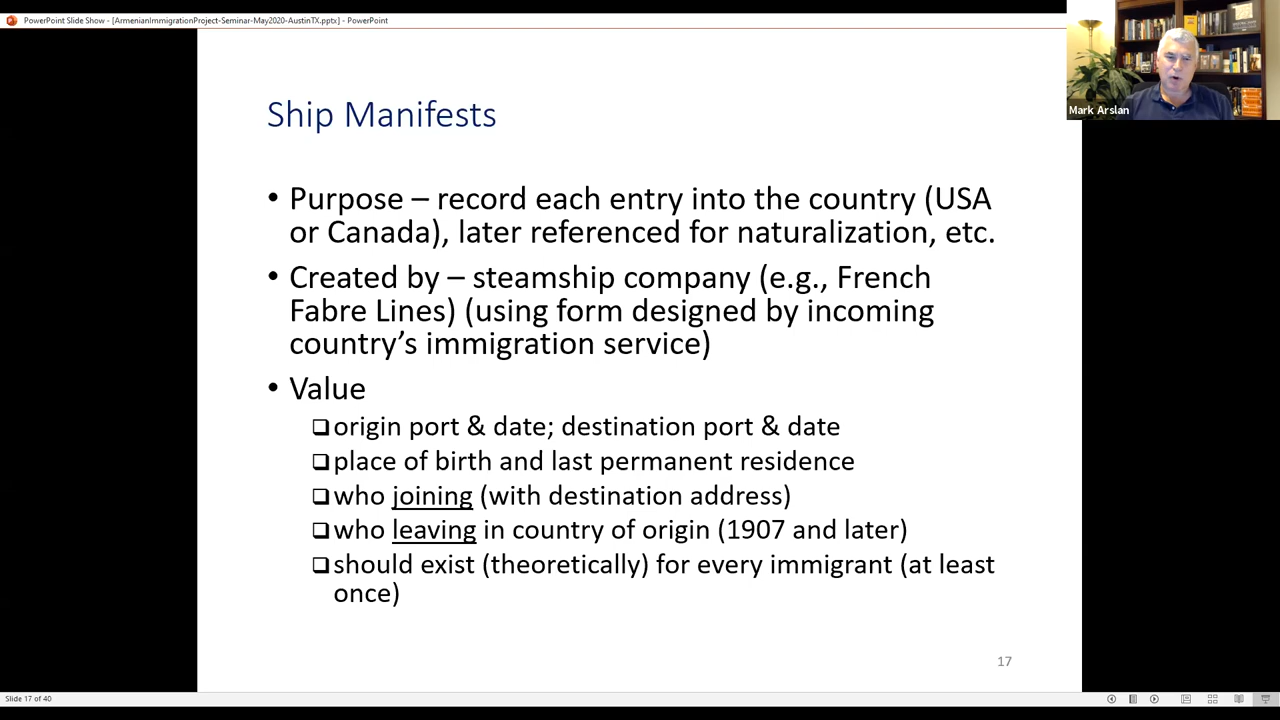 PowerPoint Slide Show - [ArmenianImmigrationProject-Seminar-May2020-AustinTX.pptx] - PowerPoint
Mark Arslan
Ship Manifests
• Purpose – record each entry into the country (USA
or Canada), later referenced for naturalization, etc.
• Created by – steamship company (e.g., French
Fabre Lines) (using form designed by incoming
country’s immigration service)
• Value
❑origin port & date; destination port & date
❑place of birth and last permanent residence
❑who joining (with destination address)
❑who leaving in country of origin (1907 and later)
❑should exist (theoretically) for every immigrant (at least
once)
17
Slide 17 of 40